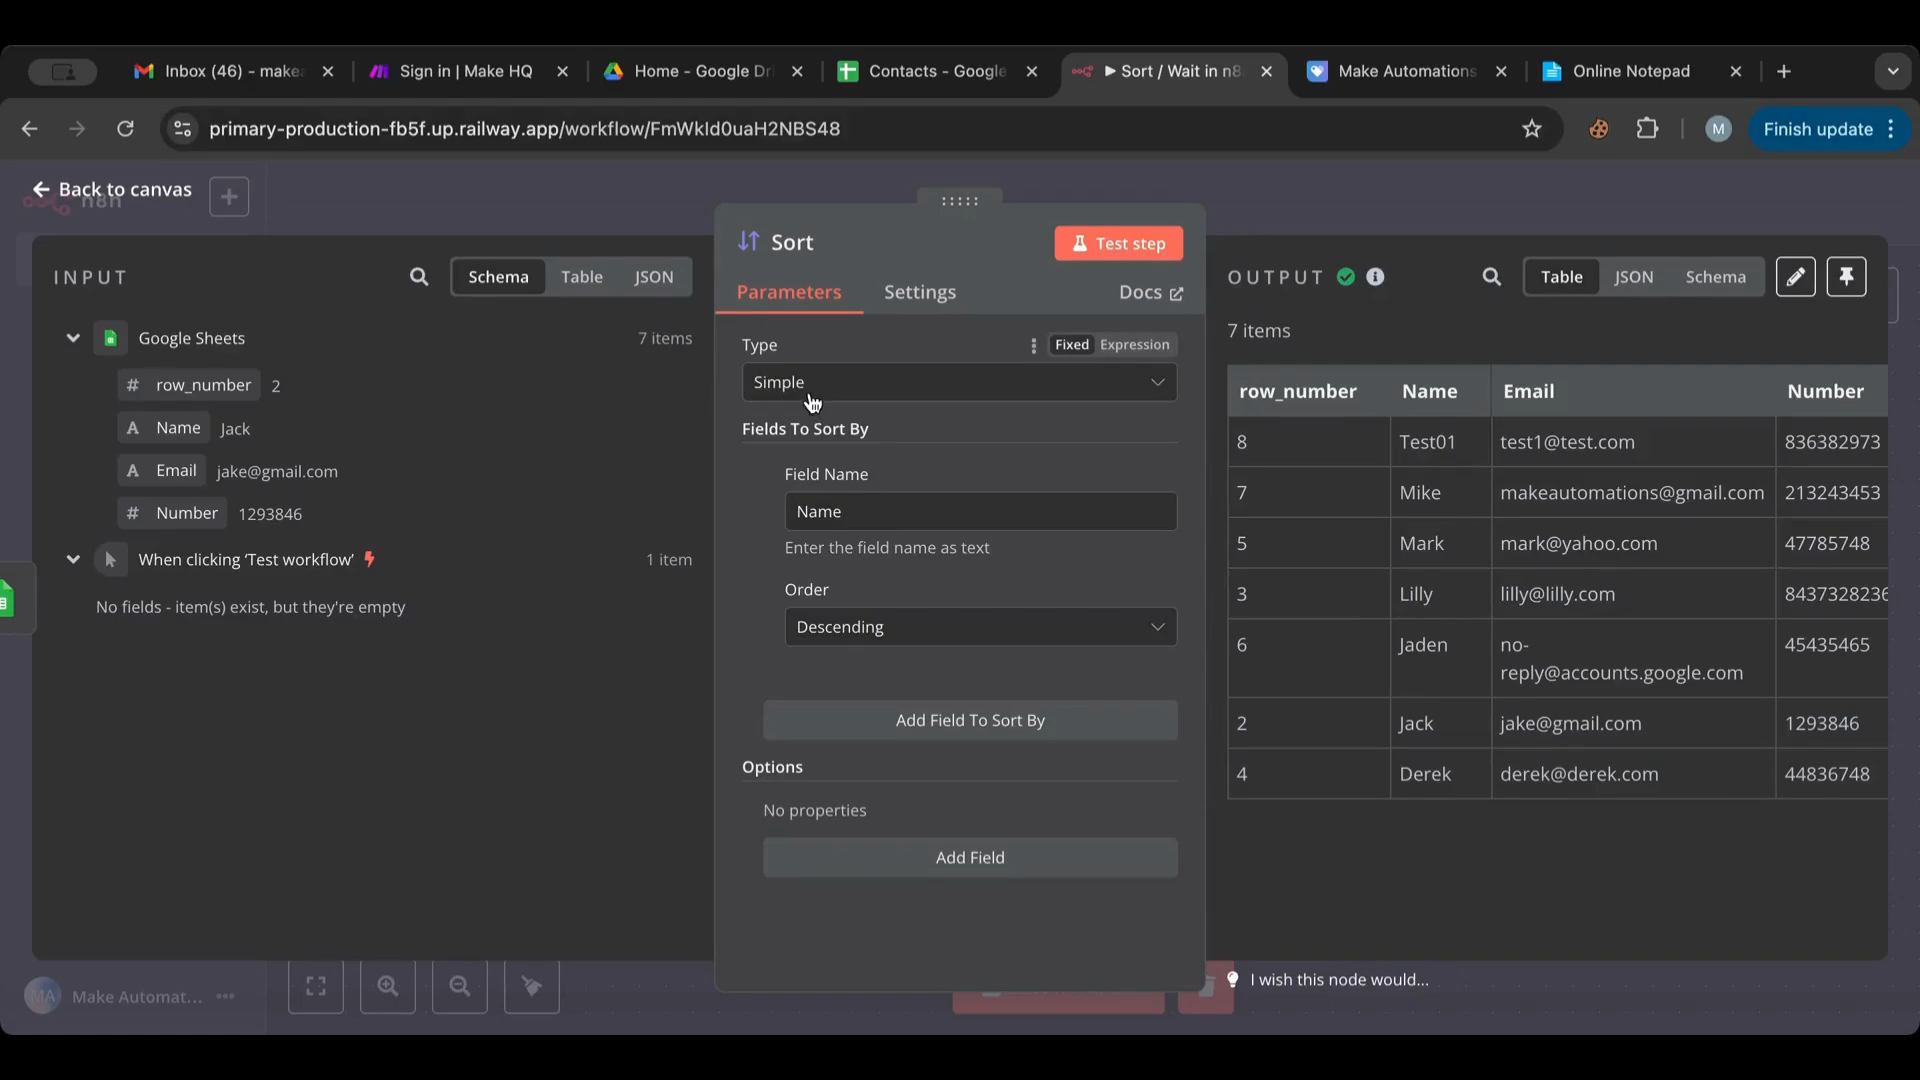 Inbox (46) - make
Sign in | Make HQ
Home - Google Dri
Contacts - Google
▶ Sort / Wait in n8
Make Automations
Online Notepad
primary-production-fb5f.up.railway.app/workflow/FmWkId0uaH2NBS48
M
Finish update
Back to canvas
n8n
Sort
Test step
INPUT
Schema
Table
JSON
Parameters
Settings
Docs
OUTPUT
Table
JSON
Schema
Google Sheets
7 items
# row_number 2
A Name Jack
A Email jake@gmail.com
# Number 1293846
When clicking ‘Test workflow’
1 item
No fields - item(s) exist, but they're empty
Type
Fixed
Expression
Simple
Fields To Sort By
Field Name
Name
Enter the field name as text
Order
Descending
Add Field To Sort By
Options
No properties
Add Field
7 items
row_number Name Email Number
8 Test01 test1@test.com 836382973
7 Mike makeautomations@gmail.com 213243453
5 Mark mark@yahoo.com 47785748
3 Lilly lilly@lilly.com 8437328236
6 Jaden no- 45435465
reply@accounts.google.com
2 Jack jake@gmail.com 1293846
4 Derek derek@derek.com 44836748
I wish this node would...
MA
Make Automat...